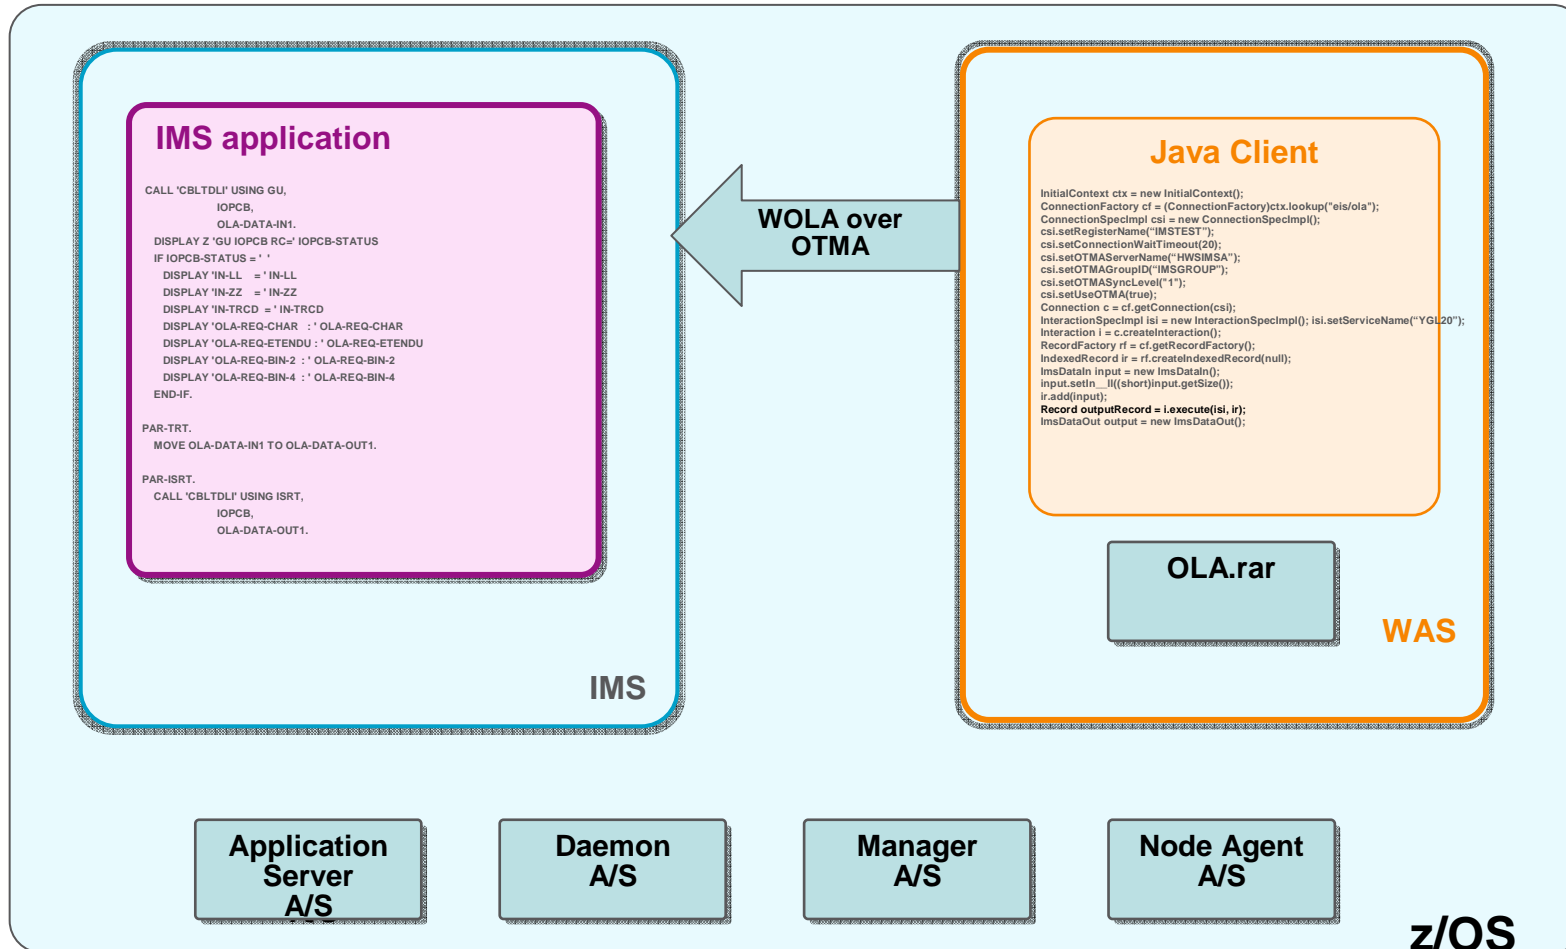 IMS application
CALL 'CBLTDLI' USING GU,
IOPCB,
OLA-DATA-IN1.
DISPLAY Z 'GU IOPCB RC=' IOPCB-STATUS
IF IOPCB-STATUS = ' '
DISPLAY 'IN-LL = ' IN-LL
DISPLAY 'IN-ZZ = ' IN-ZZ
DISPLAY 'IN-TRCD = ' IN-TRCD
DISPLAY 'OLA-REQ-CHAR : ' OLA-REQ-CHAR
DISPLAY 'OLA-REQ-ETENDU : ' OLA-REQ-ETENDU
DISPLAY 'OLA-REQ-BIN-2 : ' OLA-REQ-BIN-2
DISPLAY 'OLA-REQ-BIN-4 : ' OLA-REQ-BIN-4
END-IF.
PAR-TRT.
MOVE OLA-DATA-IN1 TO OLA-DATA-OUT1.
PAR-ISRT.
CALL 'CBLTDLI' USING ISRT,
IOPCB,
OLA-DATA-OUT1.
IMS
WOLA over
OTMA
Java Client
InitialContext ctx = new InitialContext();
ConnectionFactory cf = (ConnectionFactory)ctx.lookup("eis/ola");
ConnectionSpecImpl csi = new ConnectionSpecImpl();
csi.setRegisterName(“IMSTEST”);
csi.setConnectionWaitTimeout(20);
csi.setOTMAServerName(“HWSIMSA”);
csi.setOTMAGroupID(“IMSGROUP”);
csi.setOTMASyncLevel("1");
csi.setUseOTMA(true);
Connection c = cf.getConnection(csi);
InteractionSpecImpl isi = new InteractionSpecImpl(); isi.setServiceName(“YGL20”);
Interaction i = c.createInteraction();
RecordFactory rf = cf.getRecordFactory();
IndexedRecord ir = rf.createIndexedRecord(null);
ImsDataIn input = new ImsDataIn();
input.setIn__ll((short)input.getSize());
ir.add(input);
Record outputRecord = i.execute(isi, ir);
ImsDataOut output = new ImsDataOut();
OLA.rar
WAS
Application
Server
A/S
Daemon
A/S
Manager
A/S
Node Agent
A/S
z/OS